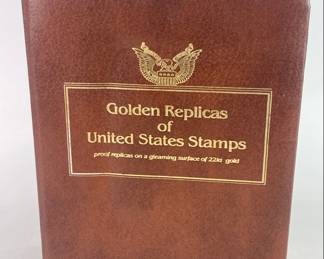 Golden Replicas
of
United States Stamps
proof replicas on a gleaming surface of 22kt gold